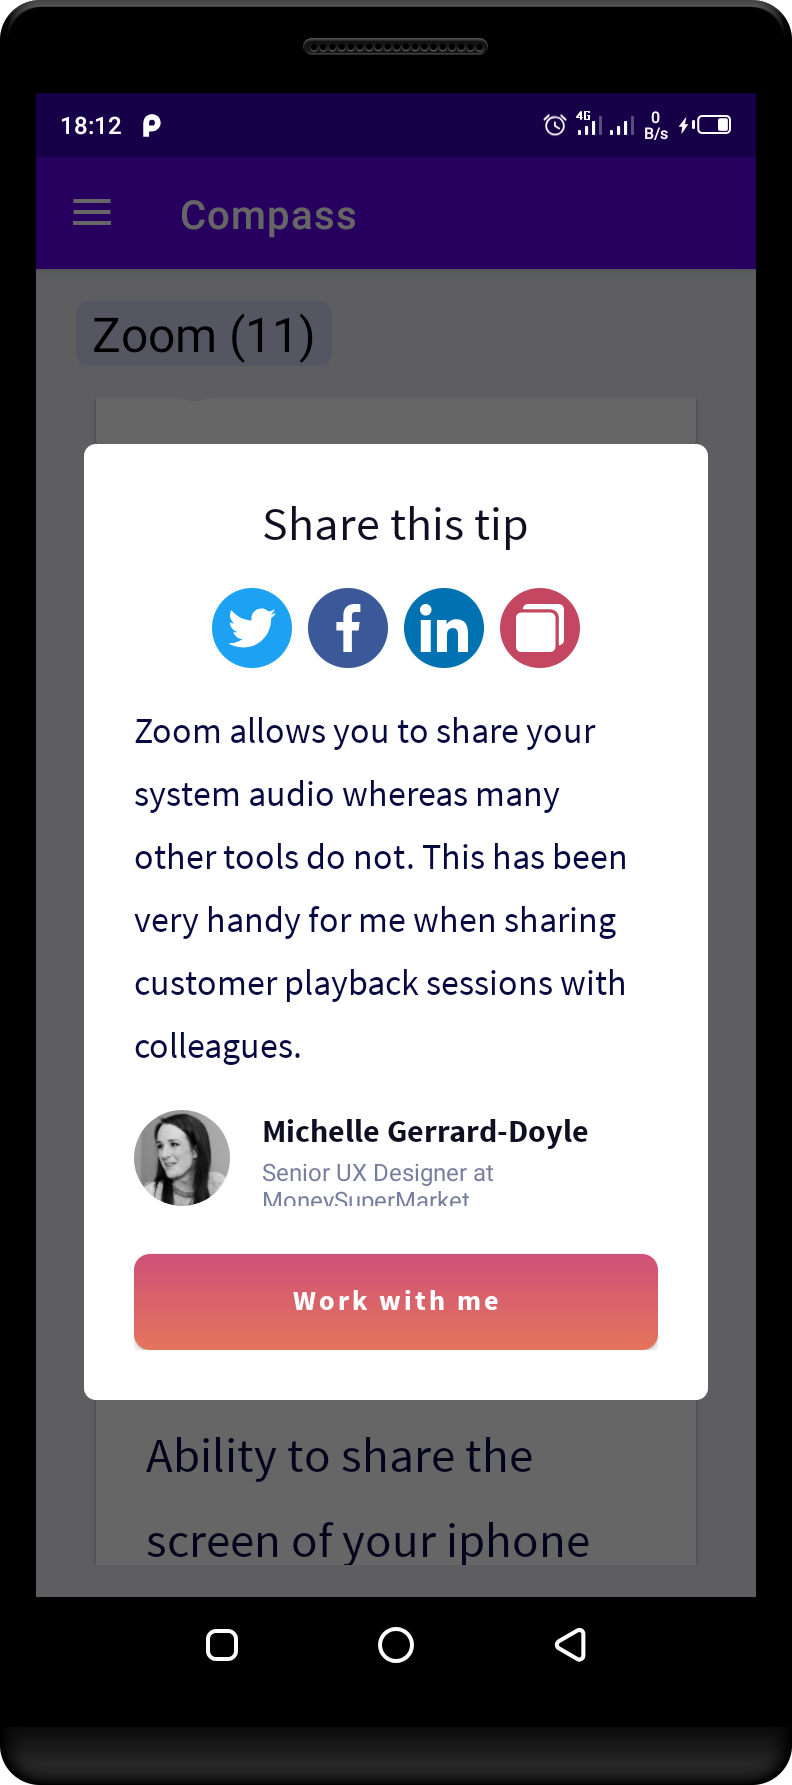 18:12
4G
0
B/s
Compass
Zoom (11)
Share this tip
in
Zoom allows you to share your
system audio whereas many
other tools do not. This has been
very handy for me when sharing
customer playback sessions with
colleagues.
Michelle Gerrard-Doyle
Senior UX Designer at
MoneySuperMarket
Work with me
Ability to share the
screen of your iphone